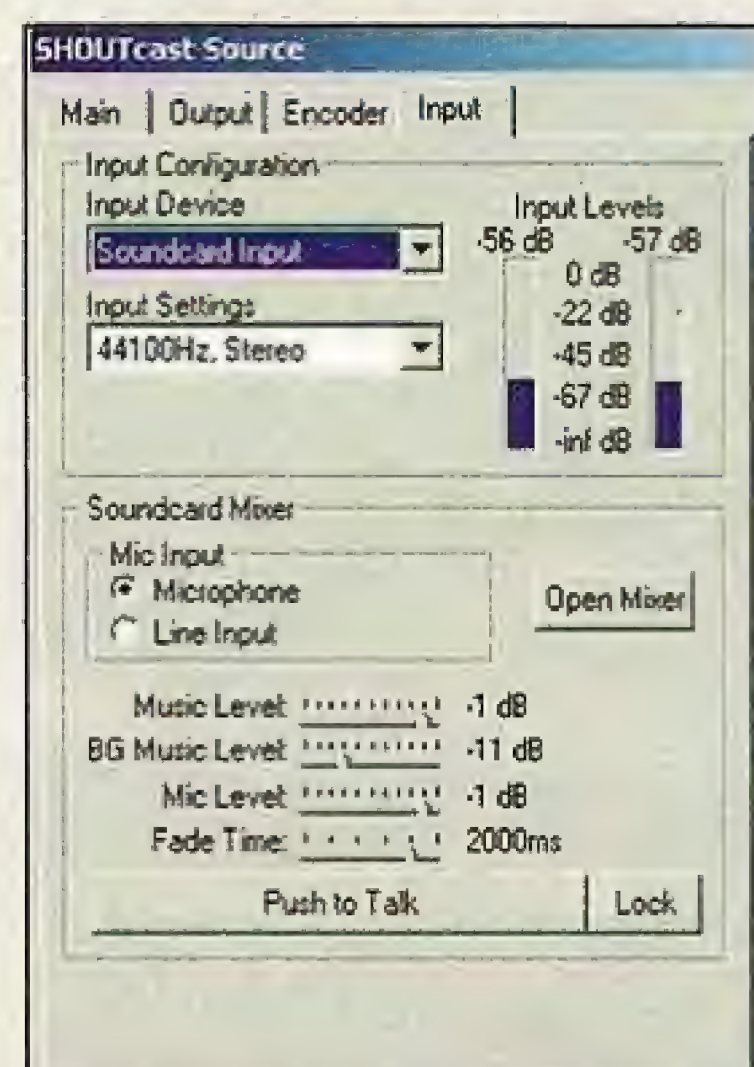 SHOUTcast Source
Main | Output | Encoder Input |
Input Configuration
Input Device
Soundcard Input
Input Settings
44100Hz, Stereo
Input Levels
-56 dB -57 dB
0 dB
-22 dB
-45 dB
-67 dB
-inf dB
Soundcard Mixer
Mic Input
Microphone
Line Input
Open Mixer
Music Level: -1 dB
BG Music Level: -11 dB
Mic Level: -1 dB
Fade Time: 2000ms
Push to Talk
Lock